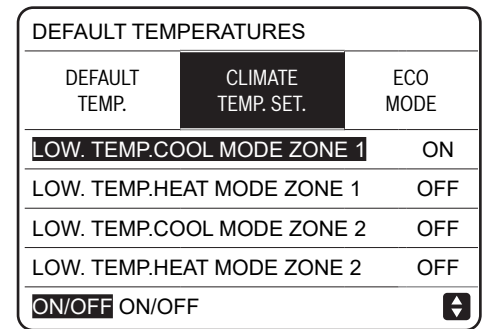 DEFAULT TEMPERATURES
DEFAULT TEMP. CLIMATE TEMP. SET. ECO MODE
LOW. TEMP.COOL MODE ZONE 1 ON
LOW. TEMP.HEAT MODE ZONE 1 OFF
LOW. TEMP.COOL MODE ZONE 2 OFF
LOW. TEMP.HEAT MODE ZONE 2 OFF
ON/OFF ON/OFF